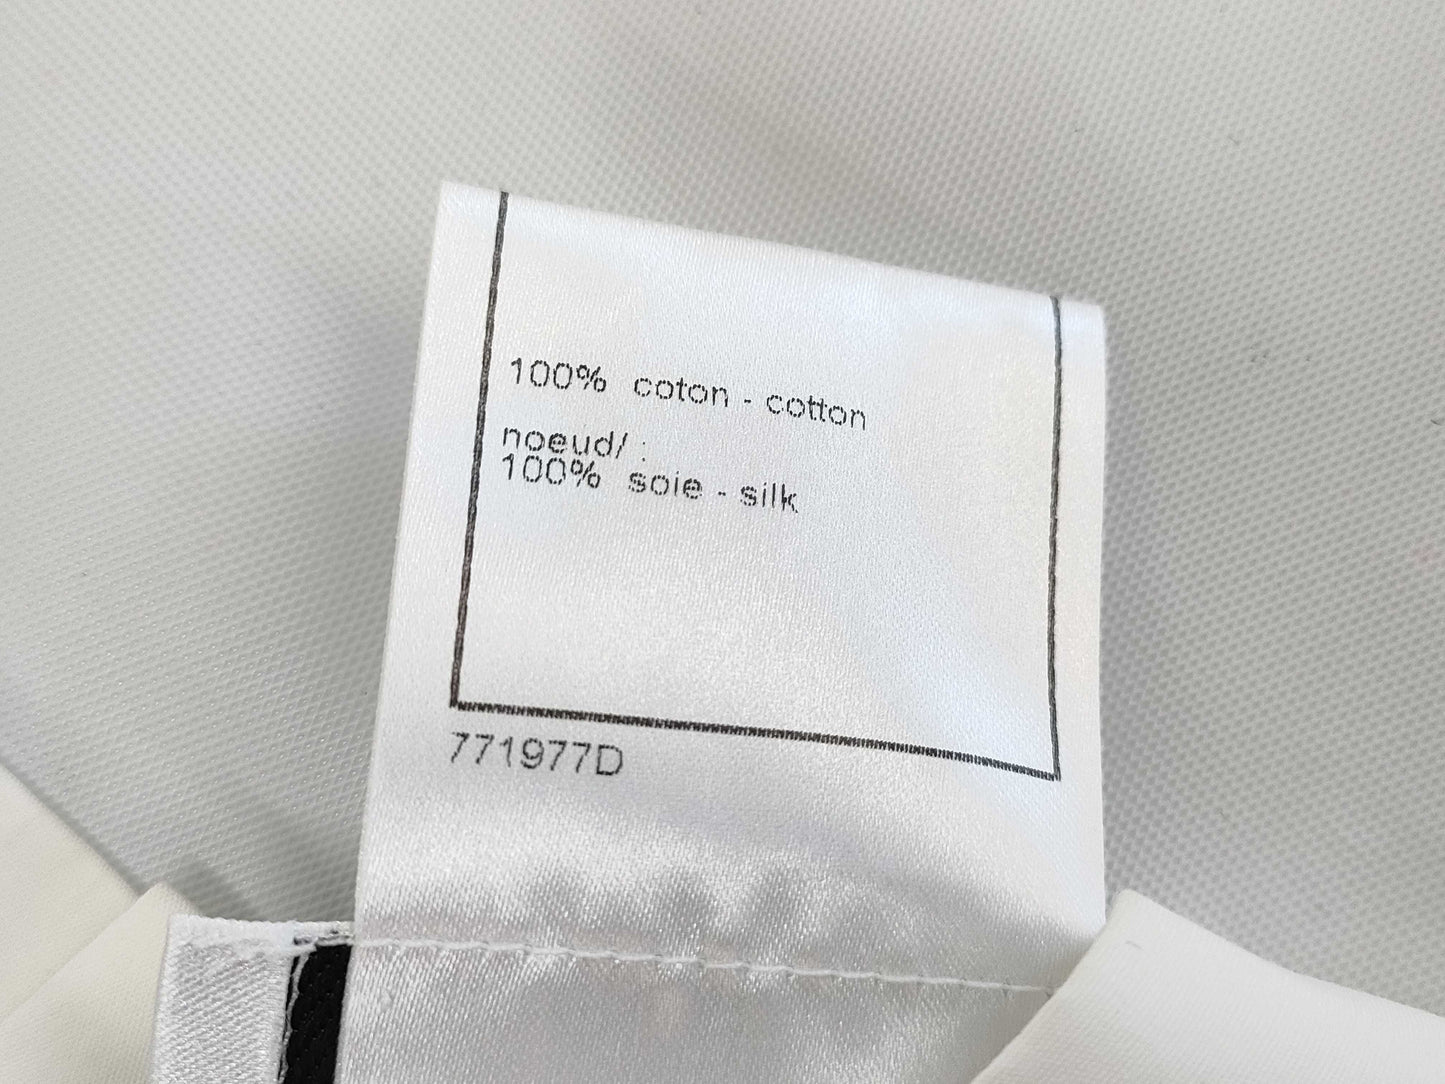 100% coton - cotton
noeud/ :
100% soie - silk
771977D